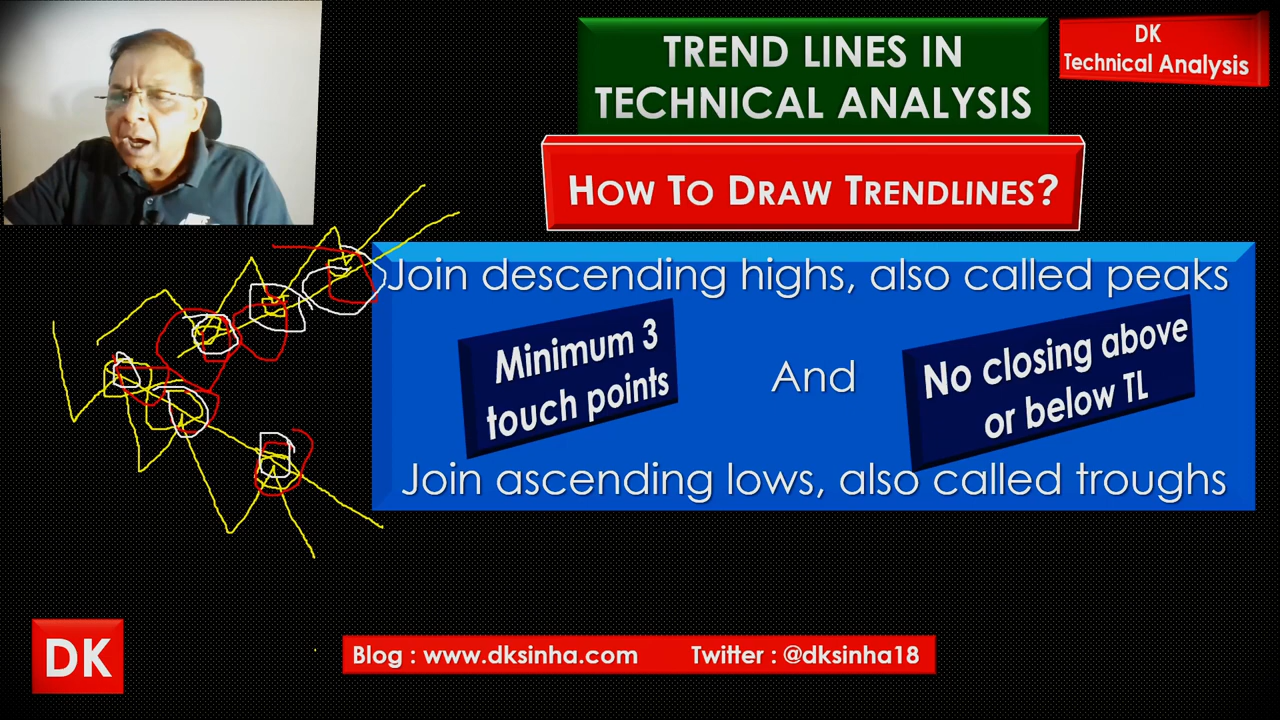 TREND LINES IN
TECHNICAL ANALYSIS
DK
Technical Analysis
HOW TO DRAW TRENDLINES?
Join descending highs, also called peaks
Minimum 3
touch points
And
No closing above
or below TL
Join ascending lows, also called troughs
DK
Blog : www.dksinha.com Twitter : @dksinha18